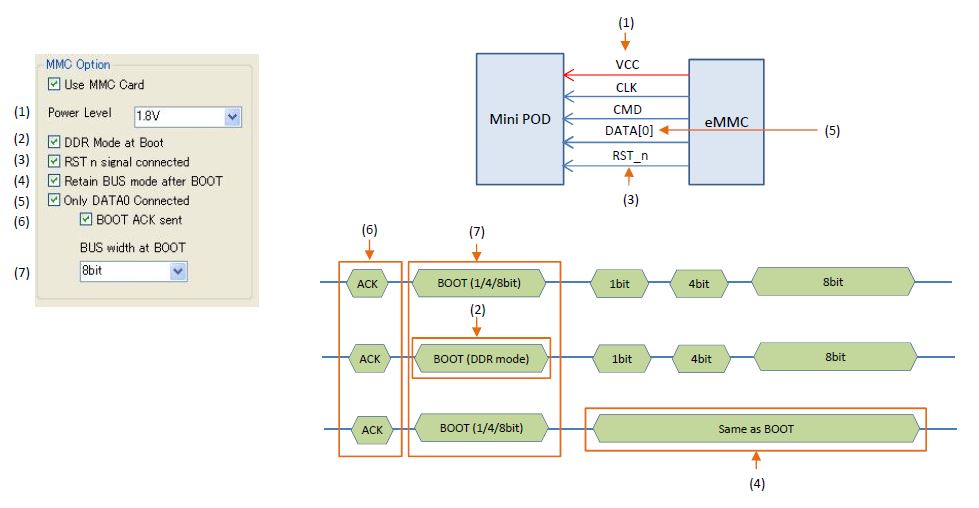 MMC Option
Use MMC Card
(1) Power Level 1.8V
(2) DDR Mode at Boot
(3) RST n signal connected
(4) Retain BUS mode after BOOT
(5) Only DATA0 Connected
(6) BOOT ACK sent
BUS width at BOOT
(7) 8bit
(1)
Mini POD
VCC
CLK
CMD
DATA[0]
RST_n
eMMC
(5)
(3)
(6) (7)
ACK BOOT (1/4/8bit) 1bit 4bit 8bit
(2)
ACK BOOT (DDR mode) 1bit 4bit 8bit
ACK BOOT (1/4/8bit) Same as BOOT
(4)